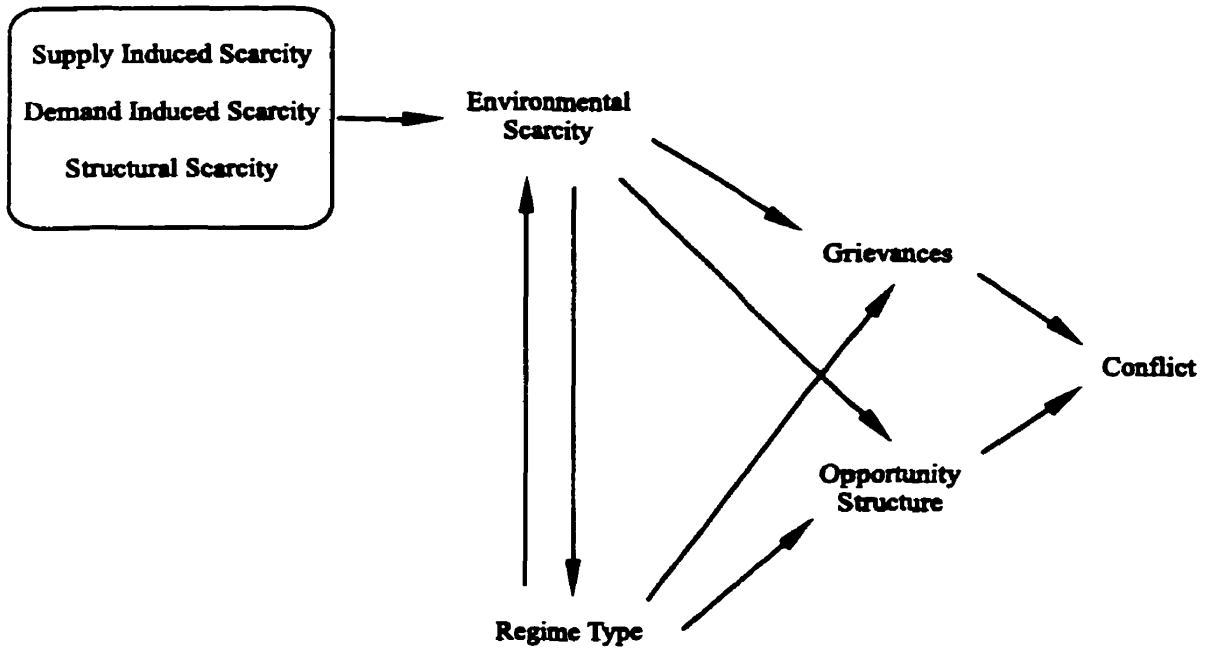 Supply Induced Scarcity
Demand Induced Scarcity
Structural Scarcity
Environmental
Scarcity
Grievances
Conflict
Opportunity
Structure
Regime Type